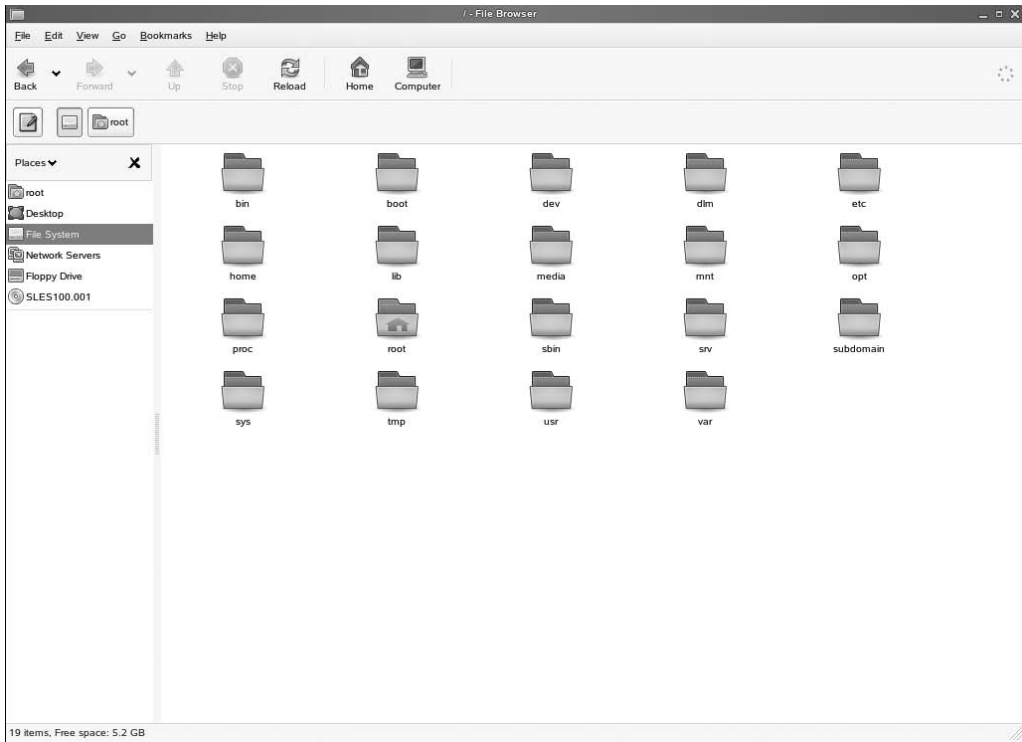 / - File Browser
File Edit View Go Bookmarks Help
Back Forward Up Stop Reload Home Computer
root
Places
root
Desktop
File System
Network Servers
Floppy Drive
SLES100.001
bin boot dev dlm etc
home lib media mnt opt
proc root sbin srv subdomain
sys tmp usr var
19 items, Free space: 5.2 GB